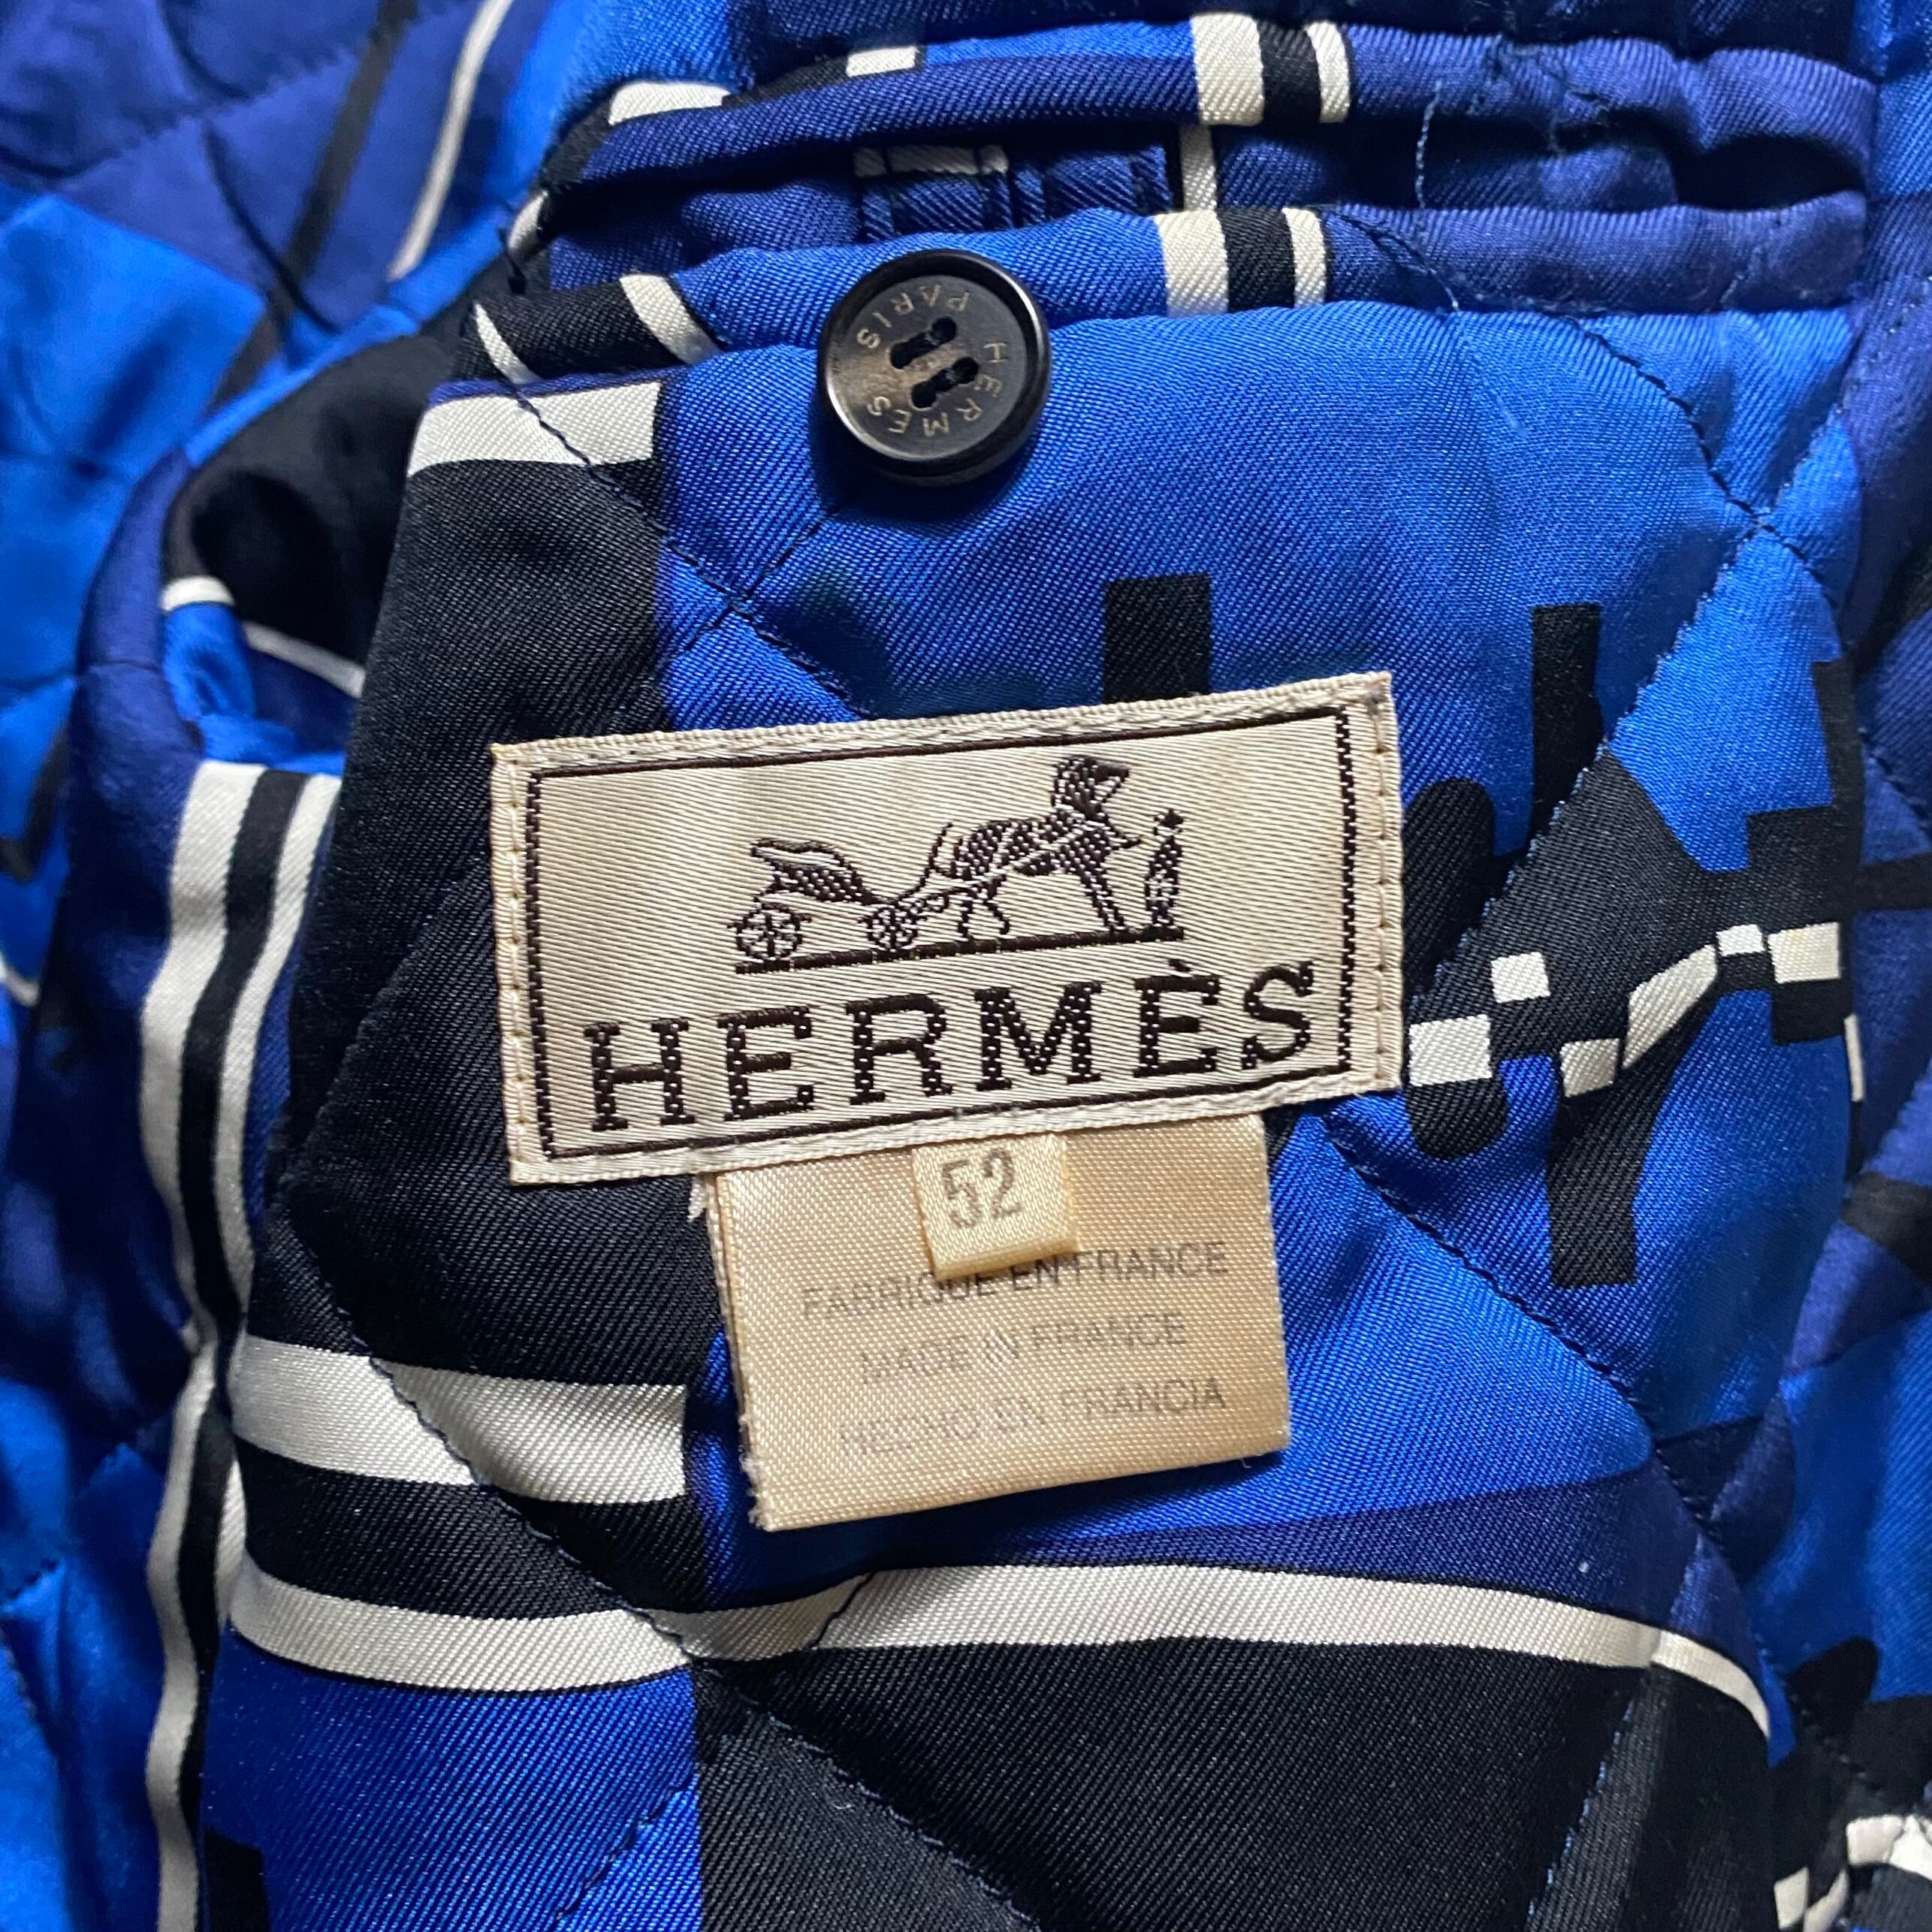 HERMES
PARIS
HERMÈS
52
FABRIQUE EN FRANCE
MADE IN FRANCE
HECHO EN FRANCIA